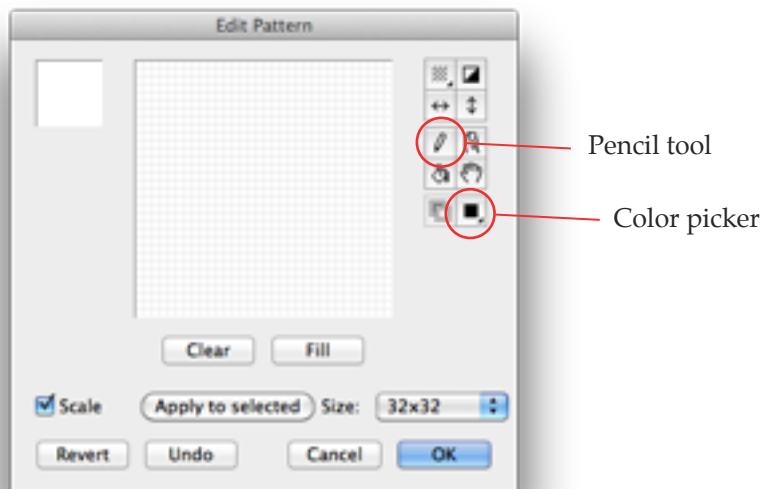 Edit Pattern
Pencil tool
Color picker
Clear Fill
Scale Apply to selected Size: 32x32
Revert Undo Cancel OK